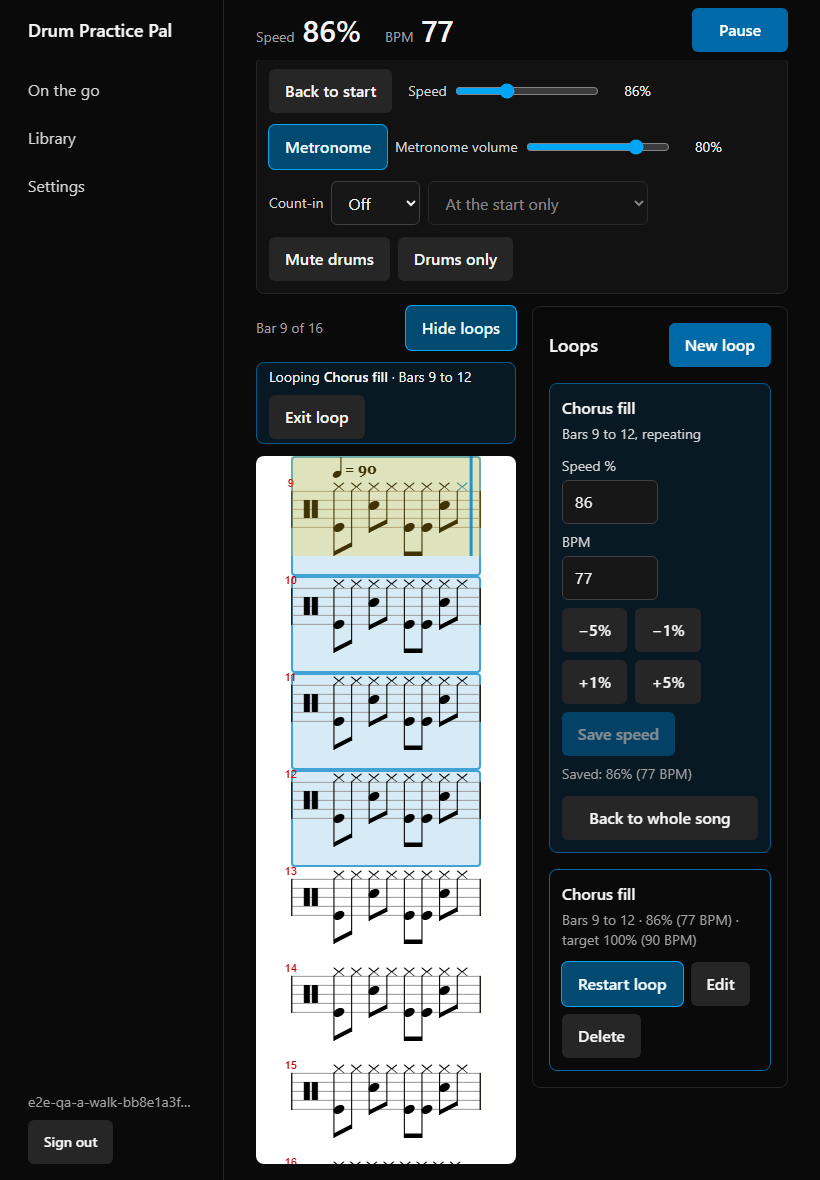 Drum Practice Pal
On the go
Library
Settings
e2e-qa-a-walk-bb8e1a3f...
Sign out
Speed 86% BPM 77
Pause
Back to start
Speed
86%
Metronome
Metronome volume
80%
Count-in
Off
At the start only
Mute drums
Drums only
Bar 9 of 16
Hide loops
Looping Chorus fill · Bars 9 to 12
Exit loop
= 90
9
10
11
12
13
14
15
16
Loops
New loop
Chorus fill
Bars 9 to 12, repeating
Speed %
86
BPM
77
−5%
−1%
+1%
+5%
Save speed
Saved: 86% (77 BPM)
Back to whole song
Chorus fill
Bars 9 to 12 · 86% (77 BPM) ·
target 100% (90 BPM)
Restart loop
Edit
Delete